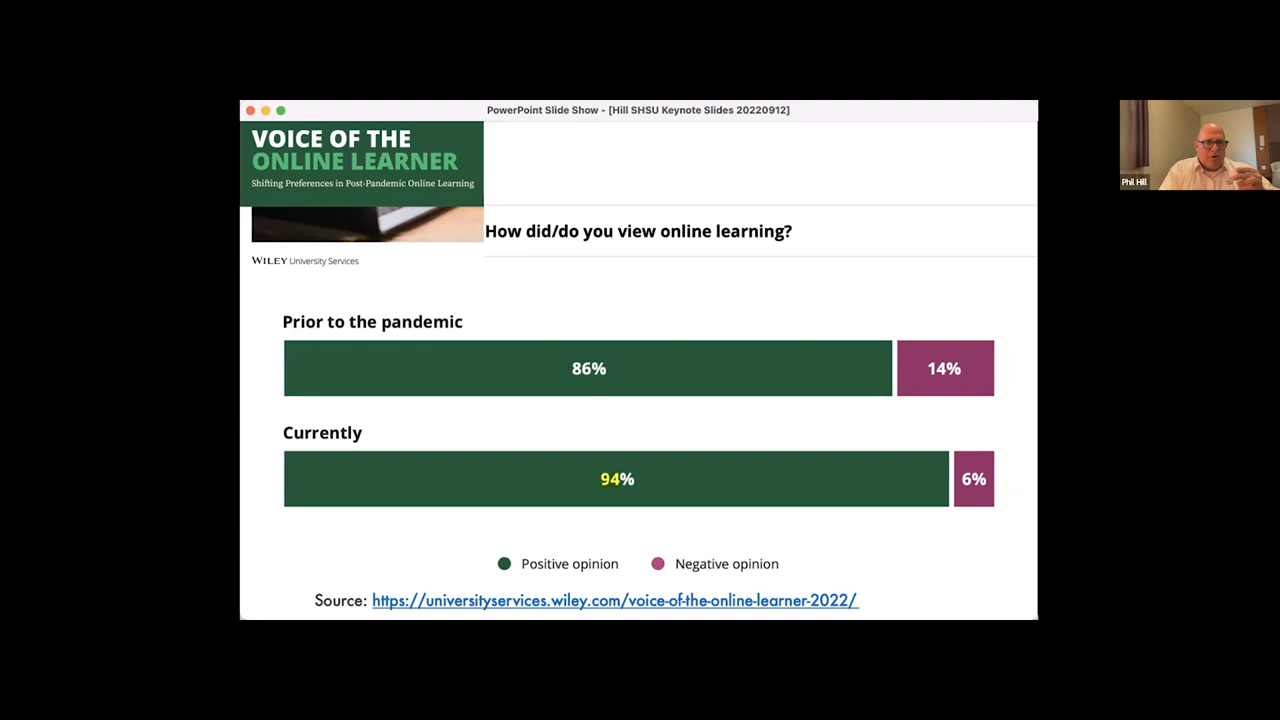 PowerPoint Slide Show - [Hill SHSU Keynote Slides 20220912]
VOICE OF THE
ONLINE LEARNER
Shifting Preferences in Post-Pandemic Online Learning
How did/do you view online learning?
WILEY University Services
Prior to the pandemic
86% 14%
Currently
94% 6%
Positive opinion Negative opinion
Source: https://universityservices.wiley.com/voice-of-the-online-learner-2022/
Phil Hill